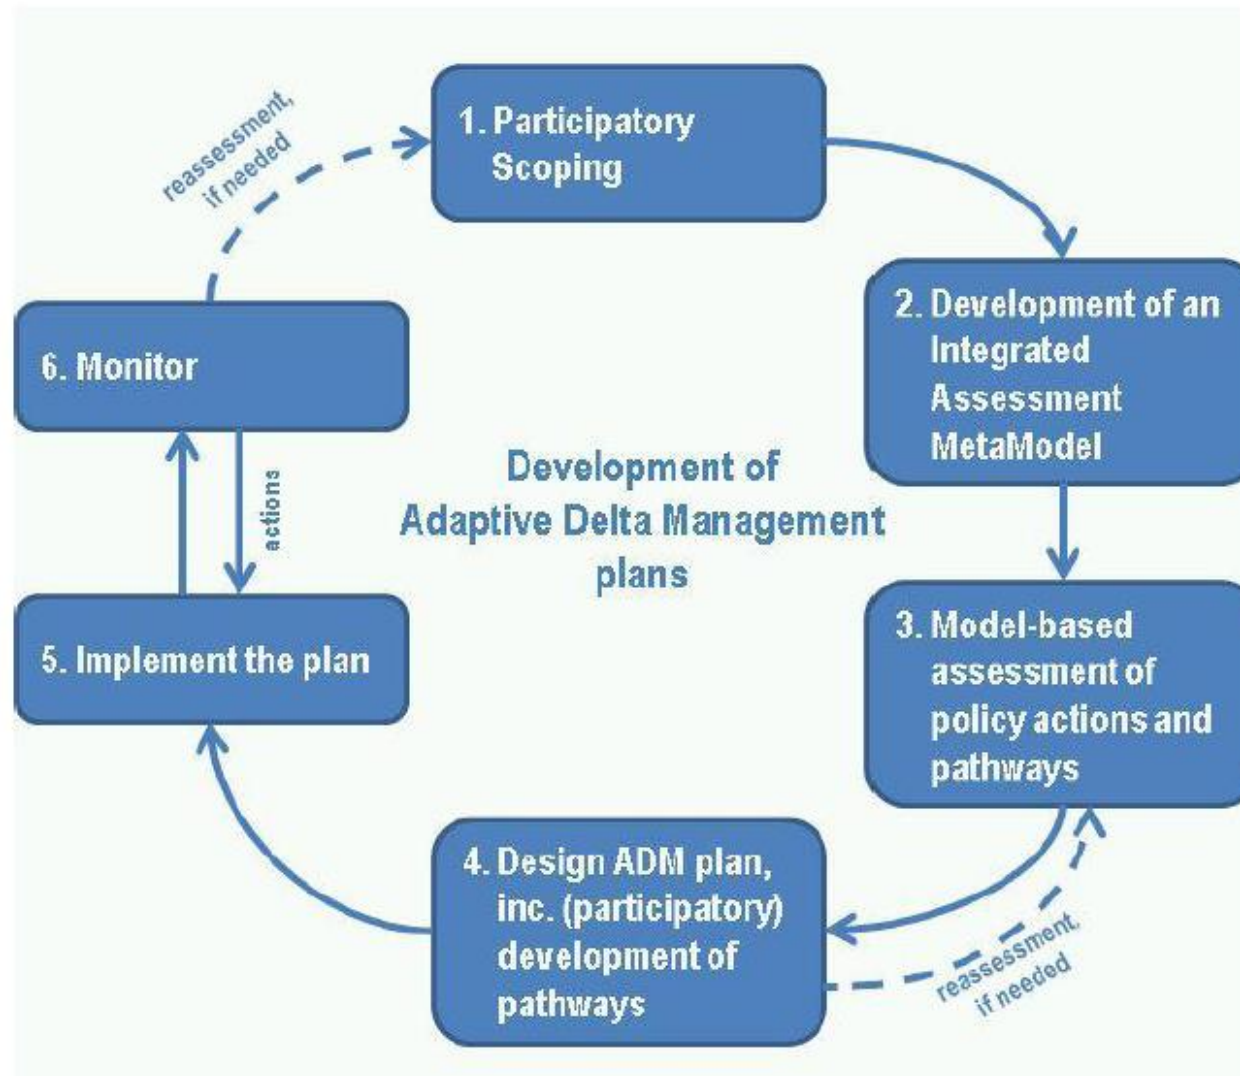 reassessment,
if needed
1. Participatory
Scoping
2. Development of an
Integrated
Assessment
MetaModel
6. Monitor
actions
Development of
Adaptive Delta Management
plans
3. Model-based
assessment of
policy actions and
pathways
5. Implement the plan
4. Design ADM plan,
inc. (participatory)
development of
pathways
reassessment,
if needed